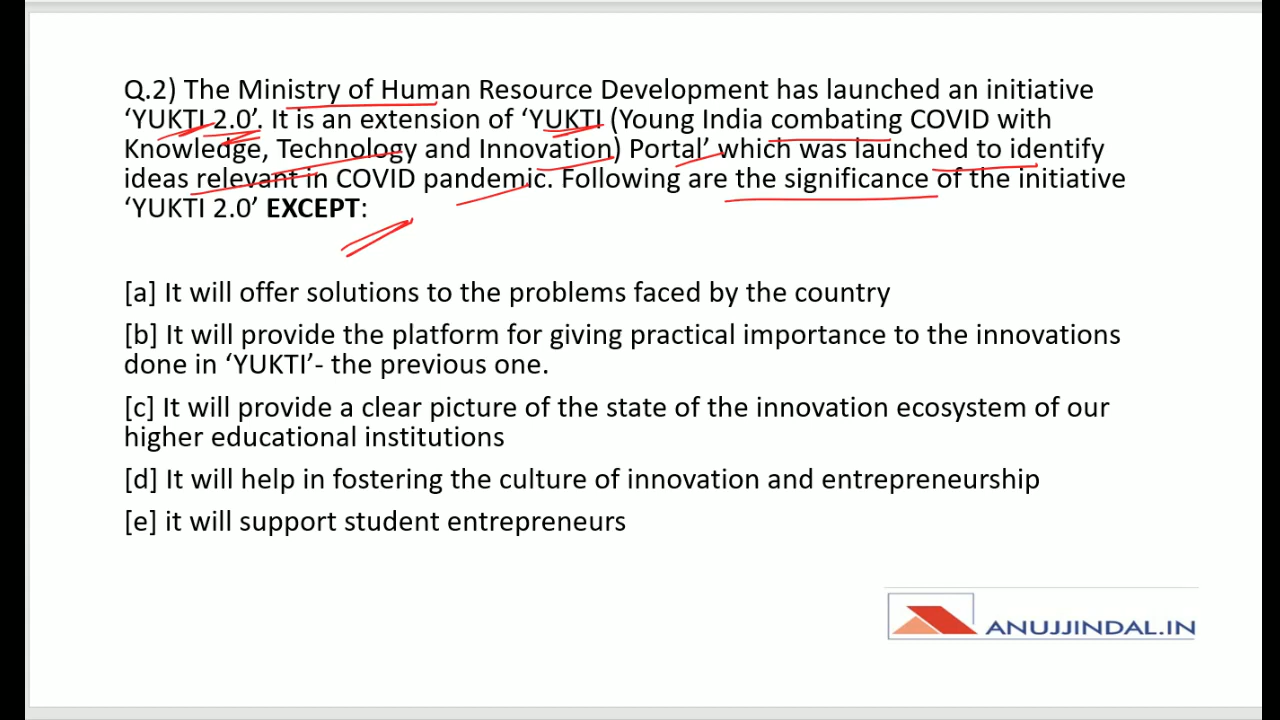 Q.2) The Ministry of Human Resource Development has launched an initiative
‘YUKTI 2.0’. It is an extension of ‘YUKTI (Young India combating COVID with
Knowledge, Technology and Innovation) Portal’ which was launched to identify
ideas relevant in COVID pandemic. Following are the significance of the initiative
‘YUKTI 2.0’ EXCEPT:
[a] It will offer solutions to the problems faced by the country
[b] It will provide the platform for giving practical importance to the innovations
done in ‘YUKTI’- the previous one.
[c] It will provide a clear picture of the state of the innovation ecosystem of our
higher educational institutions
[d] It will help in fostering the culture of innovation and entrepreneurship
[e] it will support student entrepreneurs
ANUJJINDAL.IN